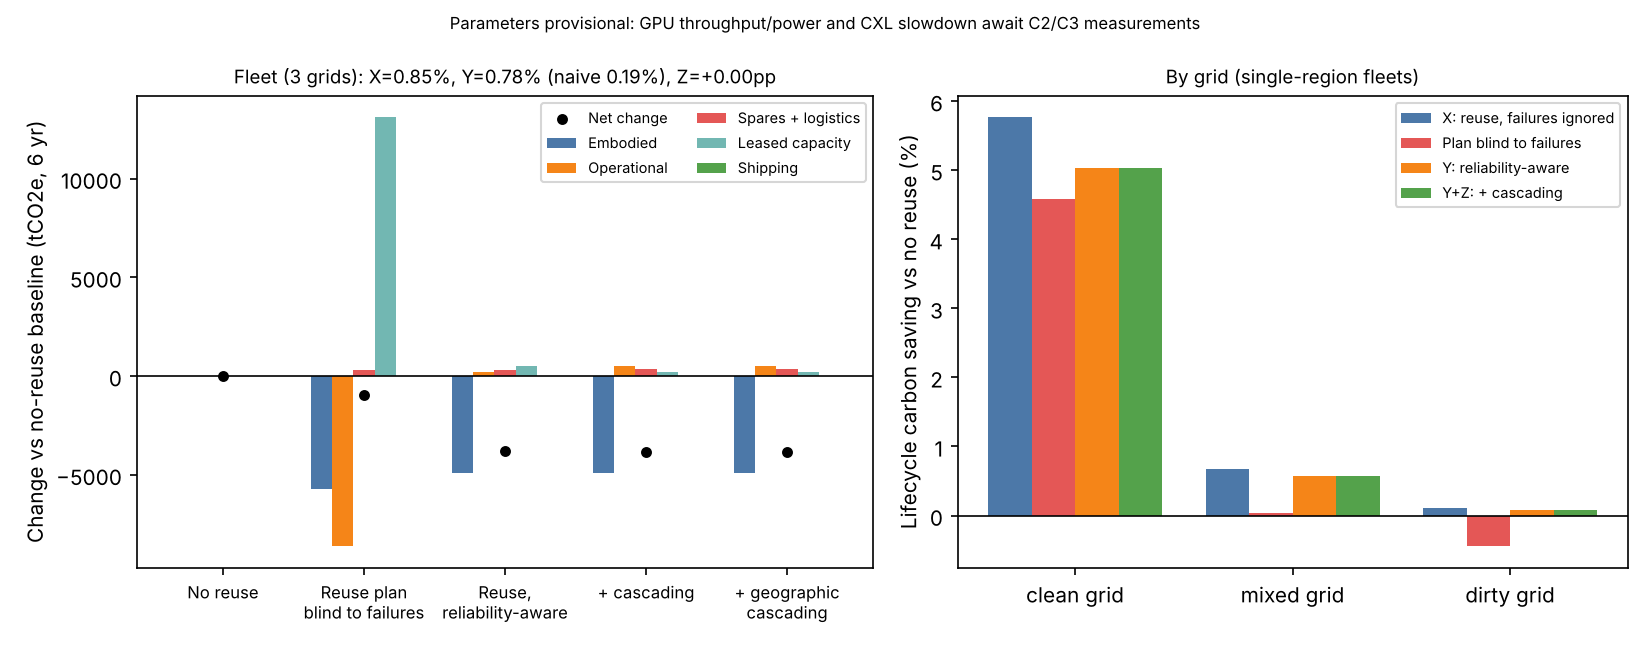 Parameters provisional: GPU throughput/power and CXL slowdown await C2/C3 measurements
Fleet (3 grids): X=0.85%, Y=0.78% (naive 0.19%), Z=+0.00pp
Change vs no-reuse baseline (tCO2e, 6 yr)
10000
5000
0
−5000
Net change
Embodied
Operational
Spares + logistics
Leased capacity
Shipping
No reuse
Reuse plan
blind to failures
Reuse,
reliability-aware
+ cascading
+ geographic
cascading
By grid (single-region fleets)
Lifecycle carbon saving vs no reuse (%)
6
5
4
3
2
1
0
X: reuse, failures ignored
Plan blind to failures
Y: reliability-aware
Y+Z: + cascading
clean grid
mixed grid
dirty grid